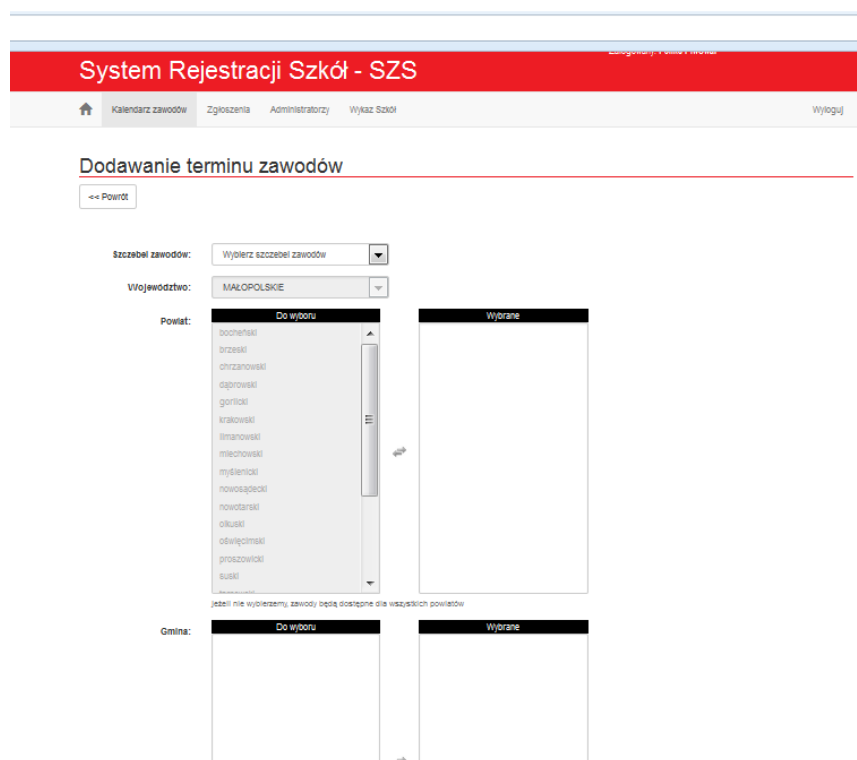 System Rejestracji Szkół - SZS
Kalendarz zawodów Zgłoszenia Administratorzy Wykaz Szkół Wyloguj
Dodawanie terminu zawodów
<< Powrót
Szczebel zawodów: Wybierz szczebel zawodów
Województwo: MAŁOPOLSKIE
Powiat: Do wyboru Wybrane
bocheński
brzeski
chrzanowski
dąbrowski
gorlicki
krakowski
limanowski
miechowski
myślenicki
nowosądecki
nowotarski
olkuski
oświęcimski
proszowicki
suski
jeżeli nie wybierzemy, zawody będą dostępne dla wszystkich powiatów
Gmina: Do wyboru Wybrane